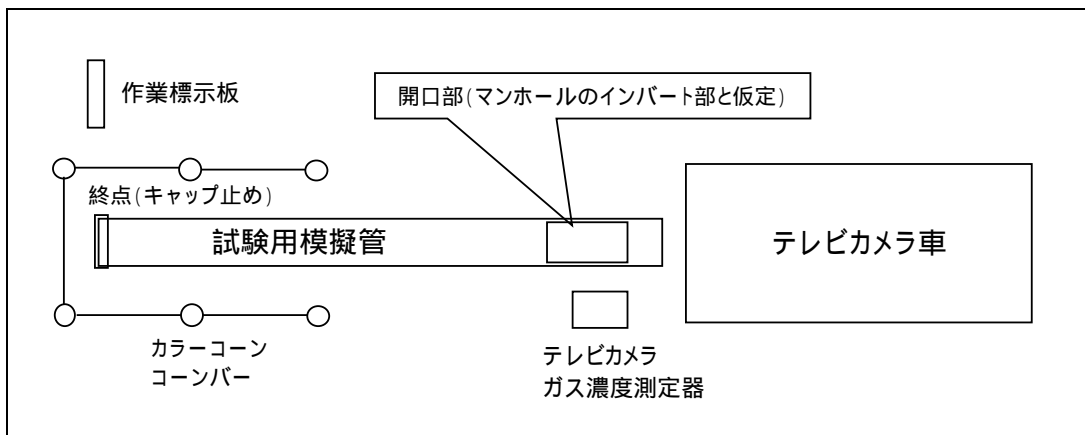 作業標示板
開口部(マンホールのインバート部と仮定)
終点(キャップ止め)
試験用模擬管
テレビカメラ車
カラーコーン
コーンバー
テレビカメラ
ガス濃度測定器